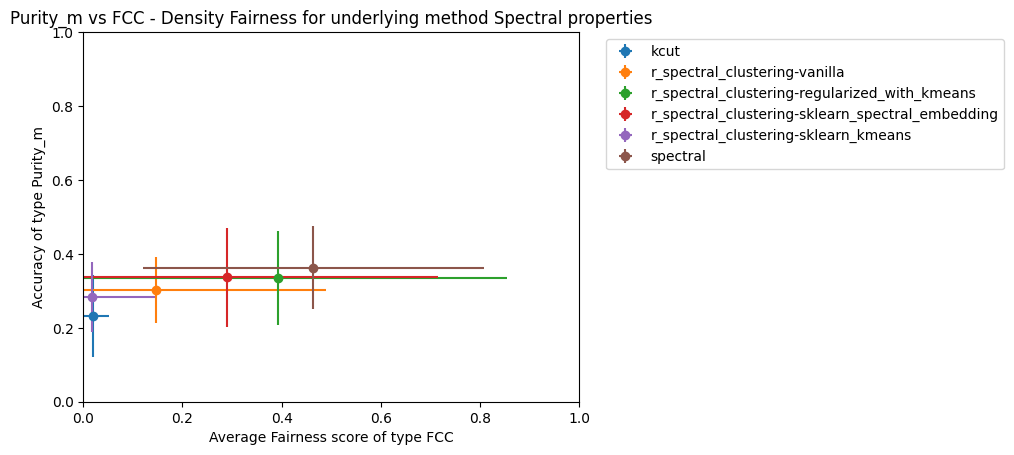 Purity_m vs FCC - Density Fairness for underlying method Spectral properties
1.0
0.8
0.6
0.4
0.2
0.0
Accuracy of type Purity_m
0.0 0.2 0.4 0.6 0.8 1.0
Average Fairness score of type FCC
kcut
r_spectral_clustering-vanilla
r_spectral_clustering-regularized_with_kmeans
r_spectral_clustering-sklearn_spectral_embedding
r_spectral_clustering-sklearn_kmeans
spectral